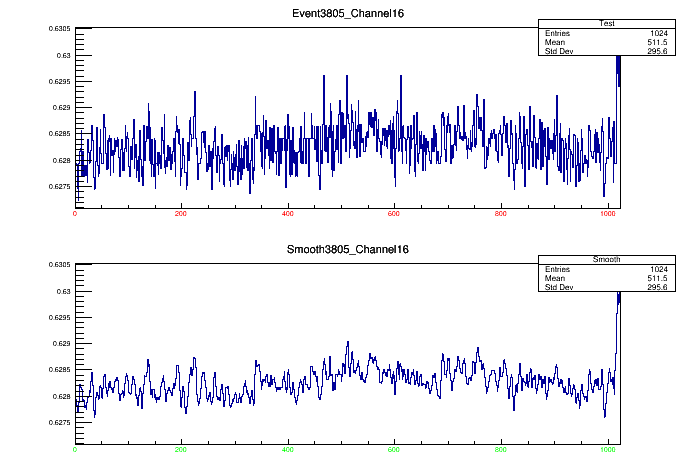 Event3805_Channel16
Test
Entries 1024
Mean 511.5
Std Dev 295.6
0.6305
0.63
0.6295
0.629
0.6285
0.628
0.6275
0 200 400 600 800 1000
Smooth3805_Channel16
Smooth
Entries 1024
Mean 511.5
Std Dev 295.6
0.6305
0.63
0.6295
0.629
0.6285
0.628
0.6275
0 200 400 600 800 1000